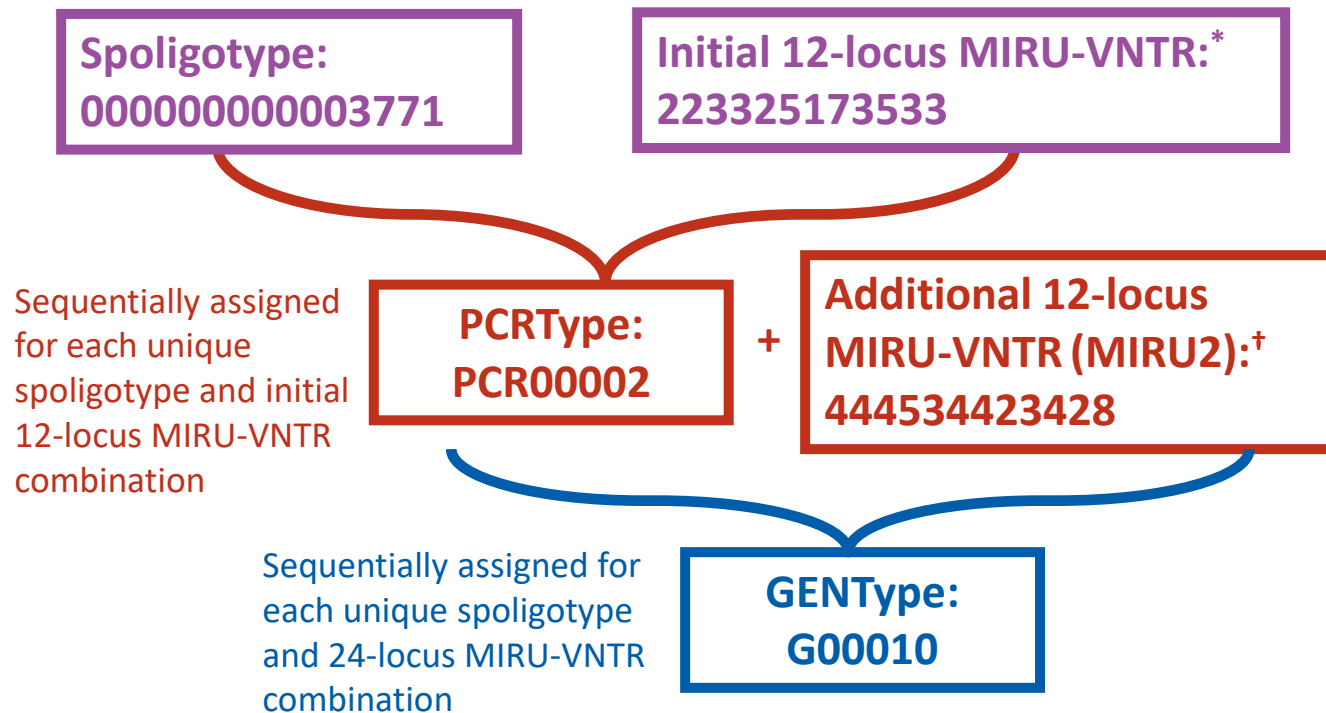 Spoligotype:
000000000003771
Initial 12-locus MIRU-VNTR:*
223325173533
Sequentially assigned
for each unique
spoligotype and initial
12-locus MIRU-VNTR
combination
PCRType:
PCR00002
+
Additional 12-locus
MIRU-VNTR (MIRU2):†
444534423428
Sequentially assigned for
each unique spoligotype
and 24-locus MIRU-VNTR
combination
GENType:
G00010